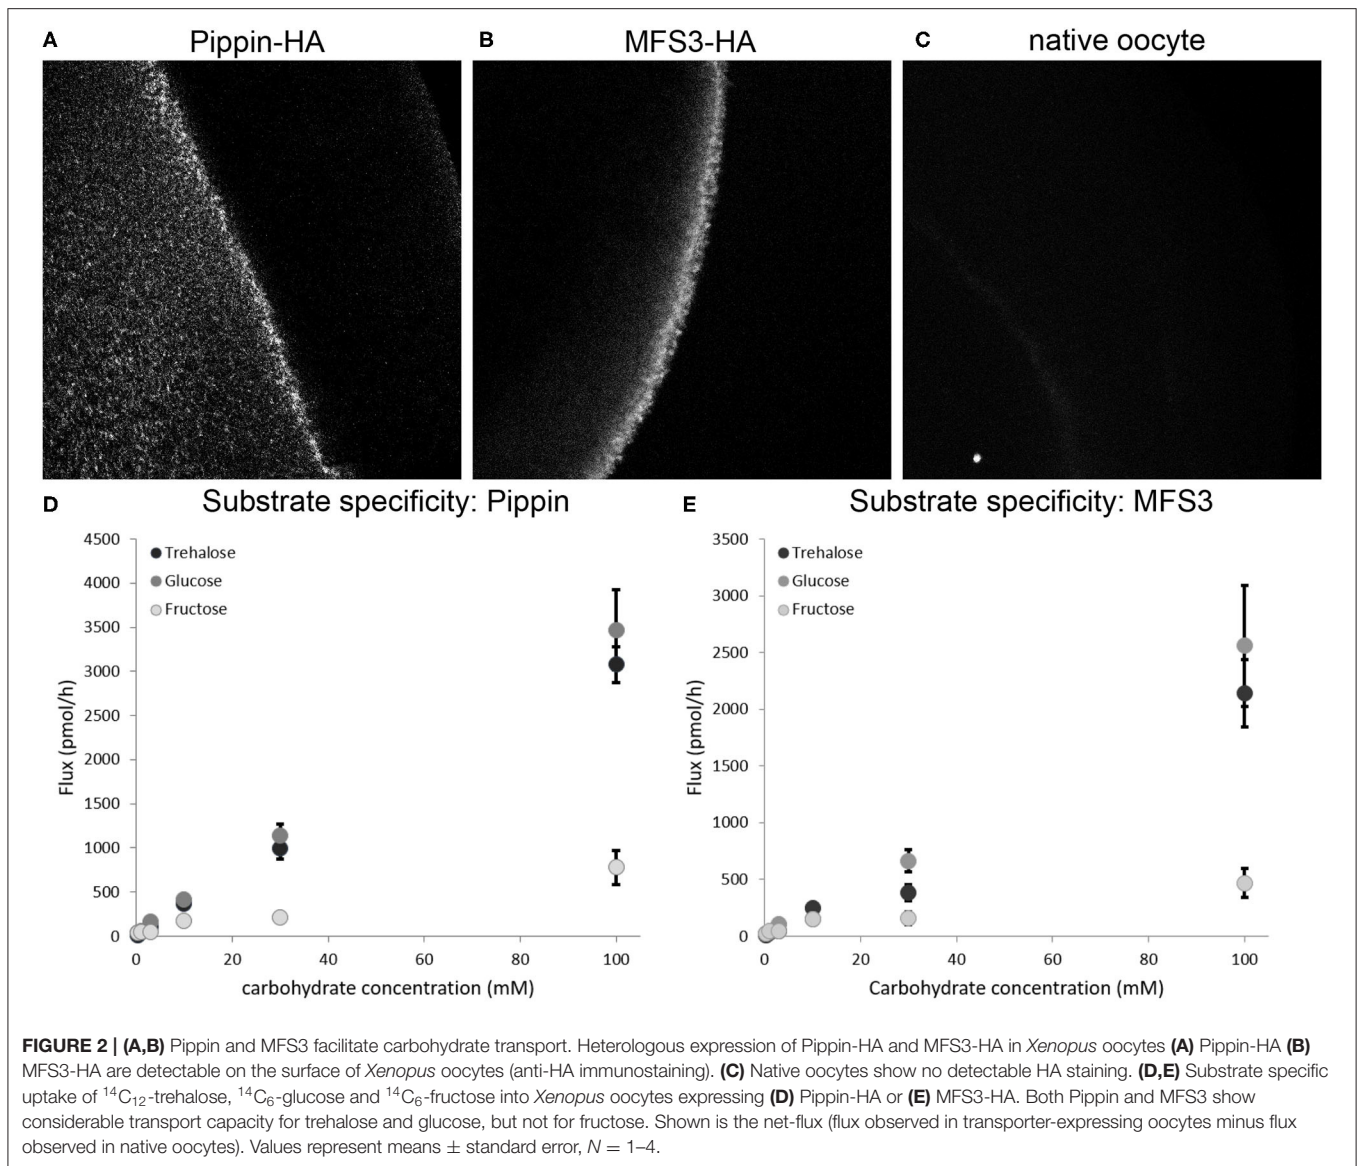 A Pippin-HA B MFS3-HA C native oocyte
D Substrate specificity: Pippin
4500
4000
3500
3000
2500
2000
1500
1000
500
0
Flux (pmol/h)
Trehalose
Glucose
Fructose
0 20 40 60 80 100
carbohydrate concentration (mM)
E Substrate specificity: MFS3
3500
3000
2500
2000
1500
1000
500
0
Flux (pmol/h)
Trehalose
Glucose
Fructose
0 20 40 60 80 100
Carbohydrate concentration (mM)
FIGURE 2 | (A,B) Pippin and MFS3 facilitate carbohydrate transport. Heterologous expression of Pippin-HA and MFS3-HA in Xenopus oocytes (A) Pippin-HA (B)
MFS3-HA are detectable on the surface of Xenopus oocytes (anti-HA immunostaining). (C) Native oocytes show no detectable HA staining. (D,E) Substrate specific
uptake of ¹⁴C₁₂-trehalose, ¹⁴C₆-glucose and ¹⁴C₆-fructose into Xenopus oocytes expressing (D) Pippin-HA or (E) MFS3-HA. Both Pippin and MFS3 show
considerable transport capacity for trehalose and glucose, but not for fructose. Shown is the net-flux (flux observed in transporter-expressing oocytes minus flux
observed in native oocytes). Values represent means ± standard error, N = 1–4.